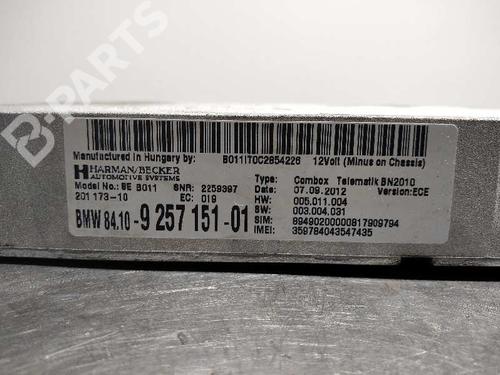 B-PARTS
Manufactured in Hungary by: B0111T0C2854226 12Volt (Minus on Chassis)
HARMAN/BECKER
AUTOMOTIVE SYSTEMS
Type: Combox Telematik BN2010
Model No.: BE B011 SNR: 2259397 Date: 07.09.2012 Version:ECE
201 173-10 EC: 019 HW: 005.011.004
SW: 003.004.031
BMW 84.10-9 257 151-01 SIM: 89490200000817909794
IMEI: 359784043547435